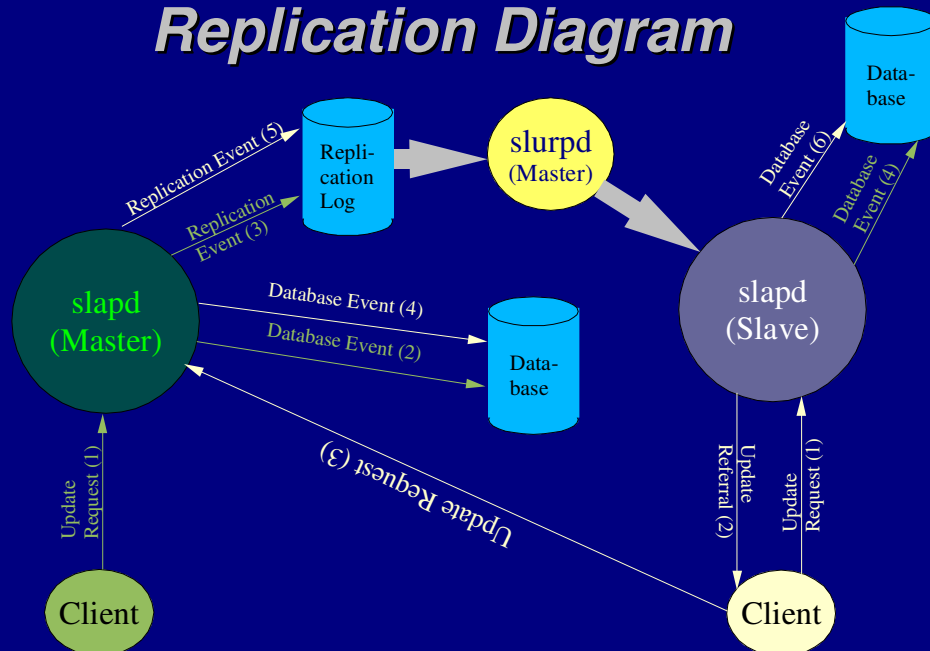 Replication Diagram
Data-
base
Replication Event (5)
Repli-
cation
Log
slurpd
(Master)
Database
Event (6)
Database
Event (4)
Replication
Event (3)
slapd
(Master)
Database Event (4)
Database Event (2)
Data-
base
slapd
(Slave)
Update Request (3)
Update
Request (1)
Update
Referral (2)
Update
Request (1)
Client
Client